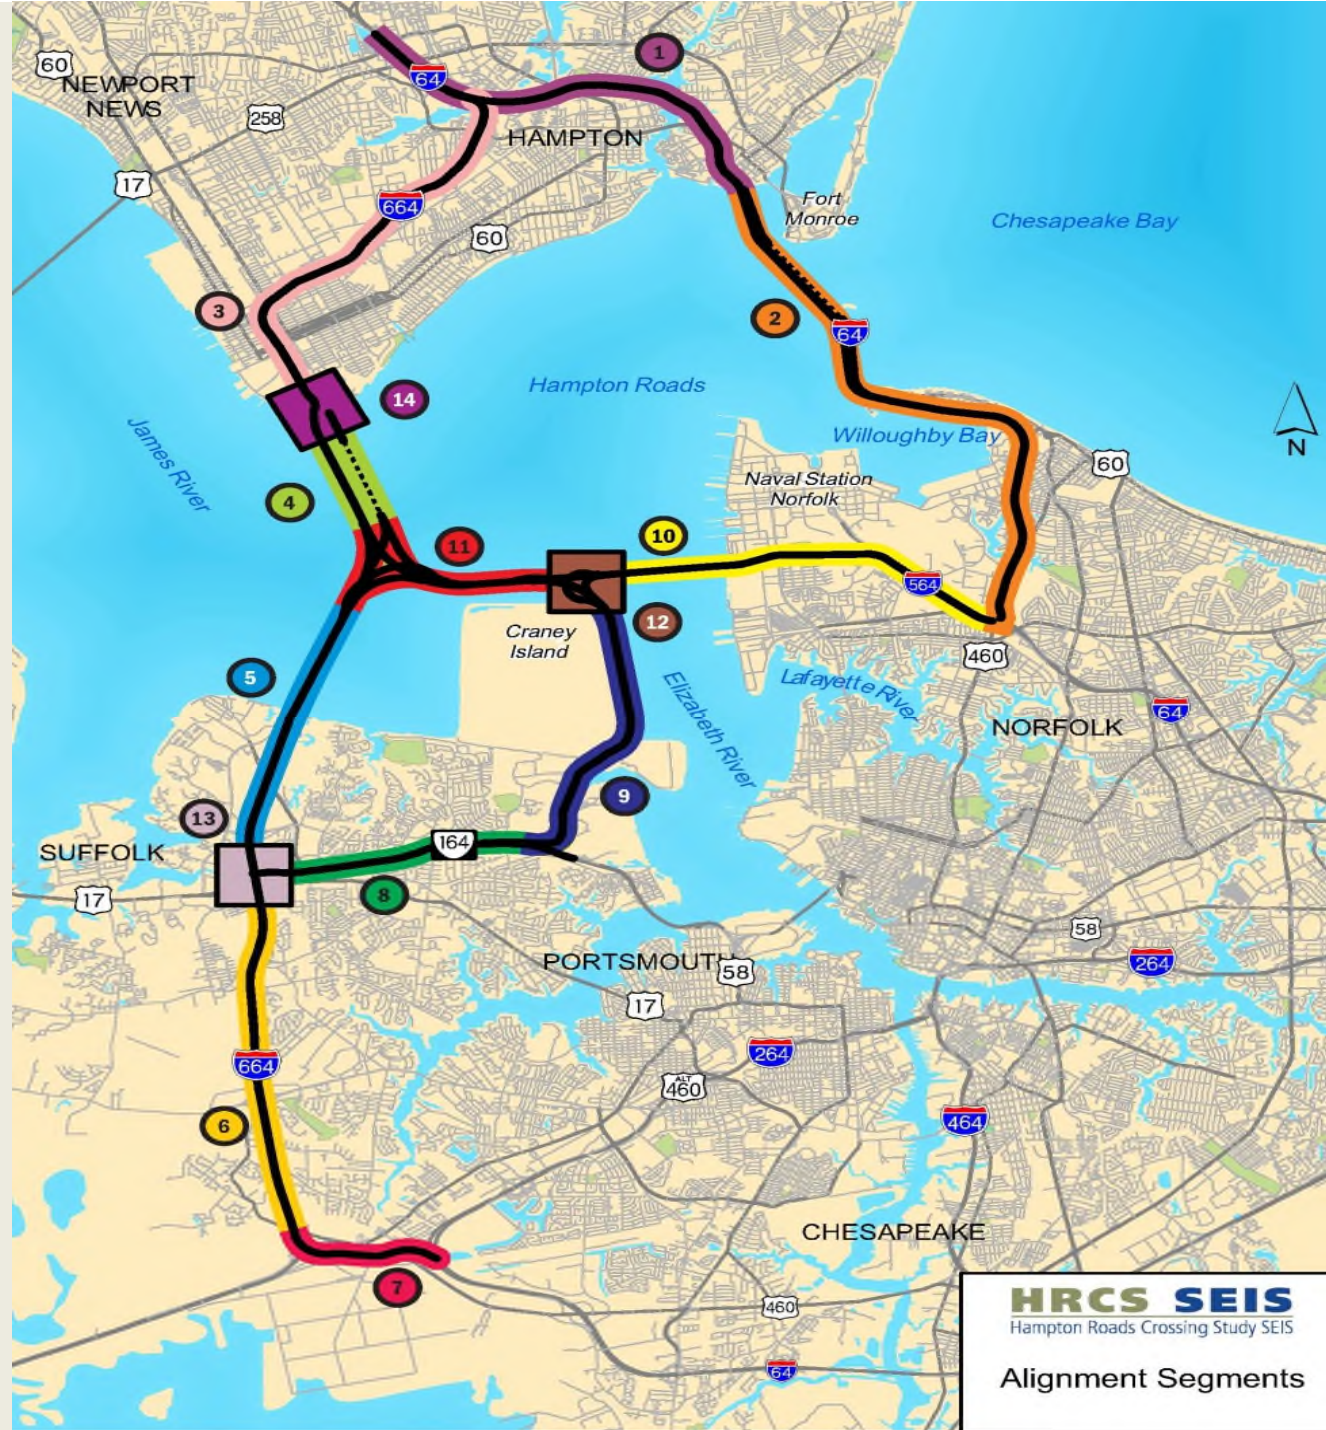 1
60
64
NEWPORT
NEWS
258
HAMPTON
17
664
Fort
Monroe
Chesapeake Bay
60
3
2
64
Hampton Roads
14
James River
Willoughby Bay
60
N
Naval Station
Norfolk
4
10
11
564
12
Craney
Island
460
5
Elizabeth River
Lafayette River
64
NORFOLK
9
13
164
SUFFOLK
17
8
58
PORTSMOUTH
58
264
17
664
264
ALT
460
6
464
CHESAPEAKE
7
460
64
HRCS SEIS
Hampton Roads Crossing Study SEIS
Alignment Segments